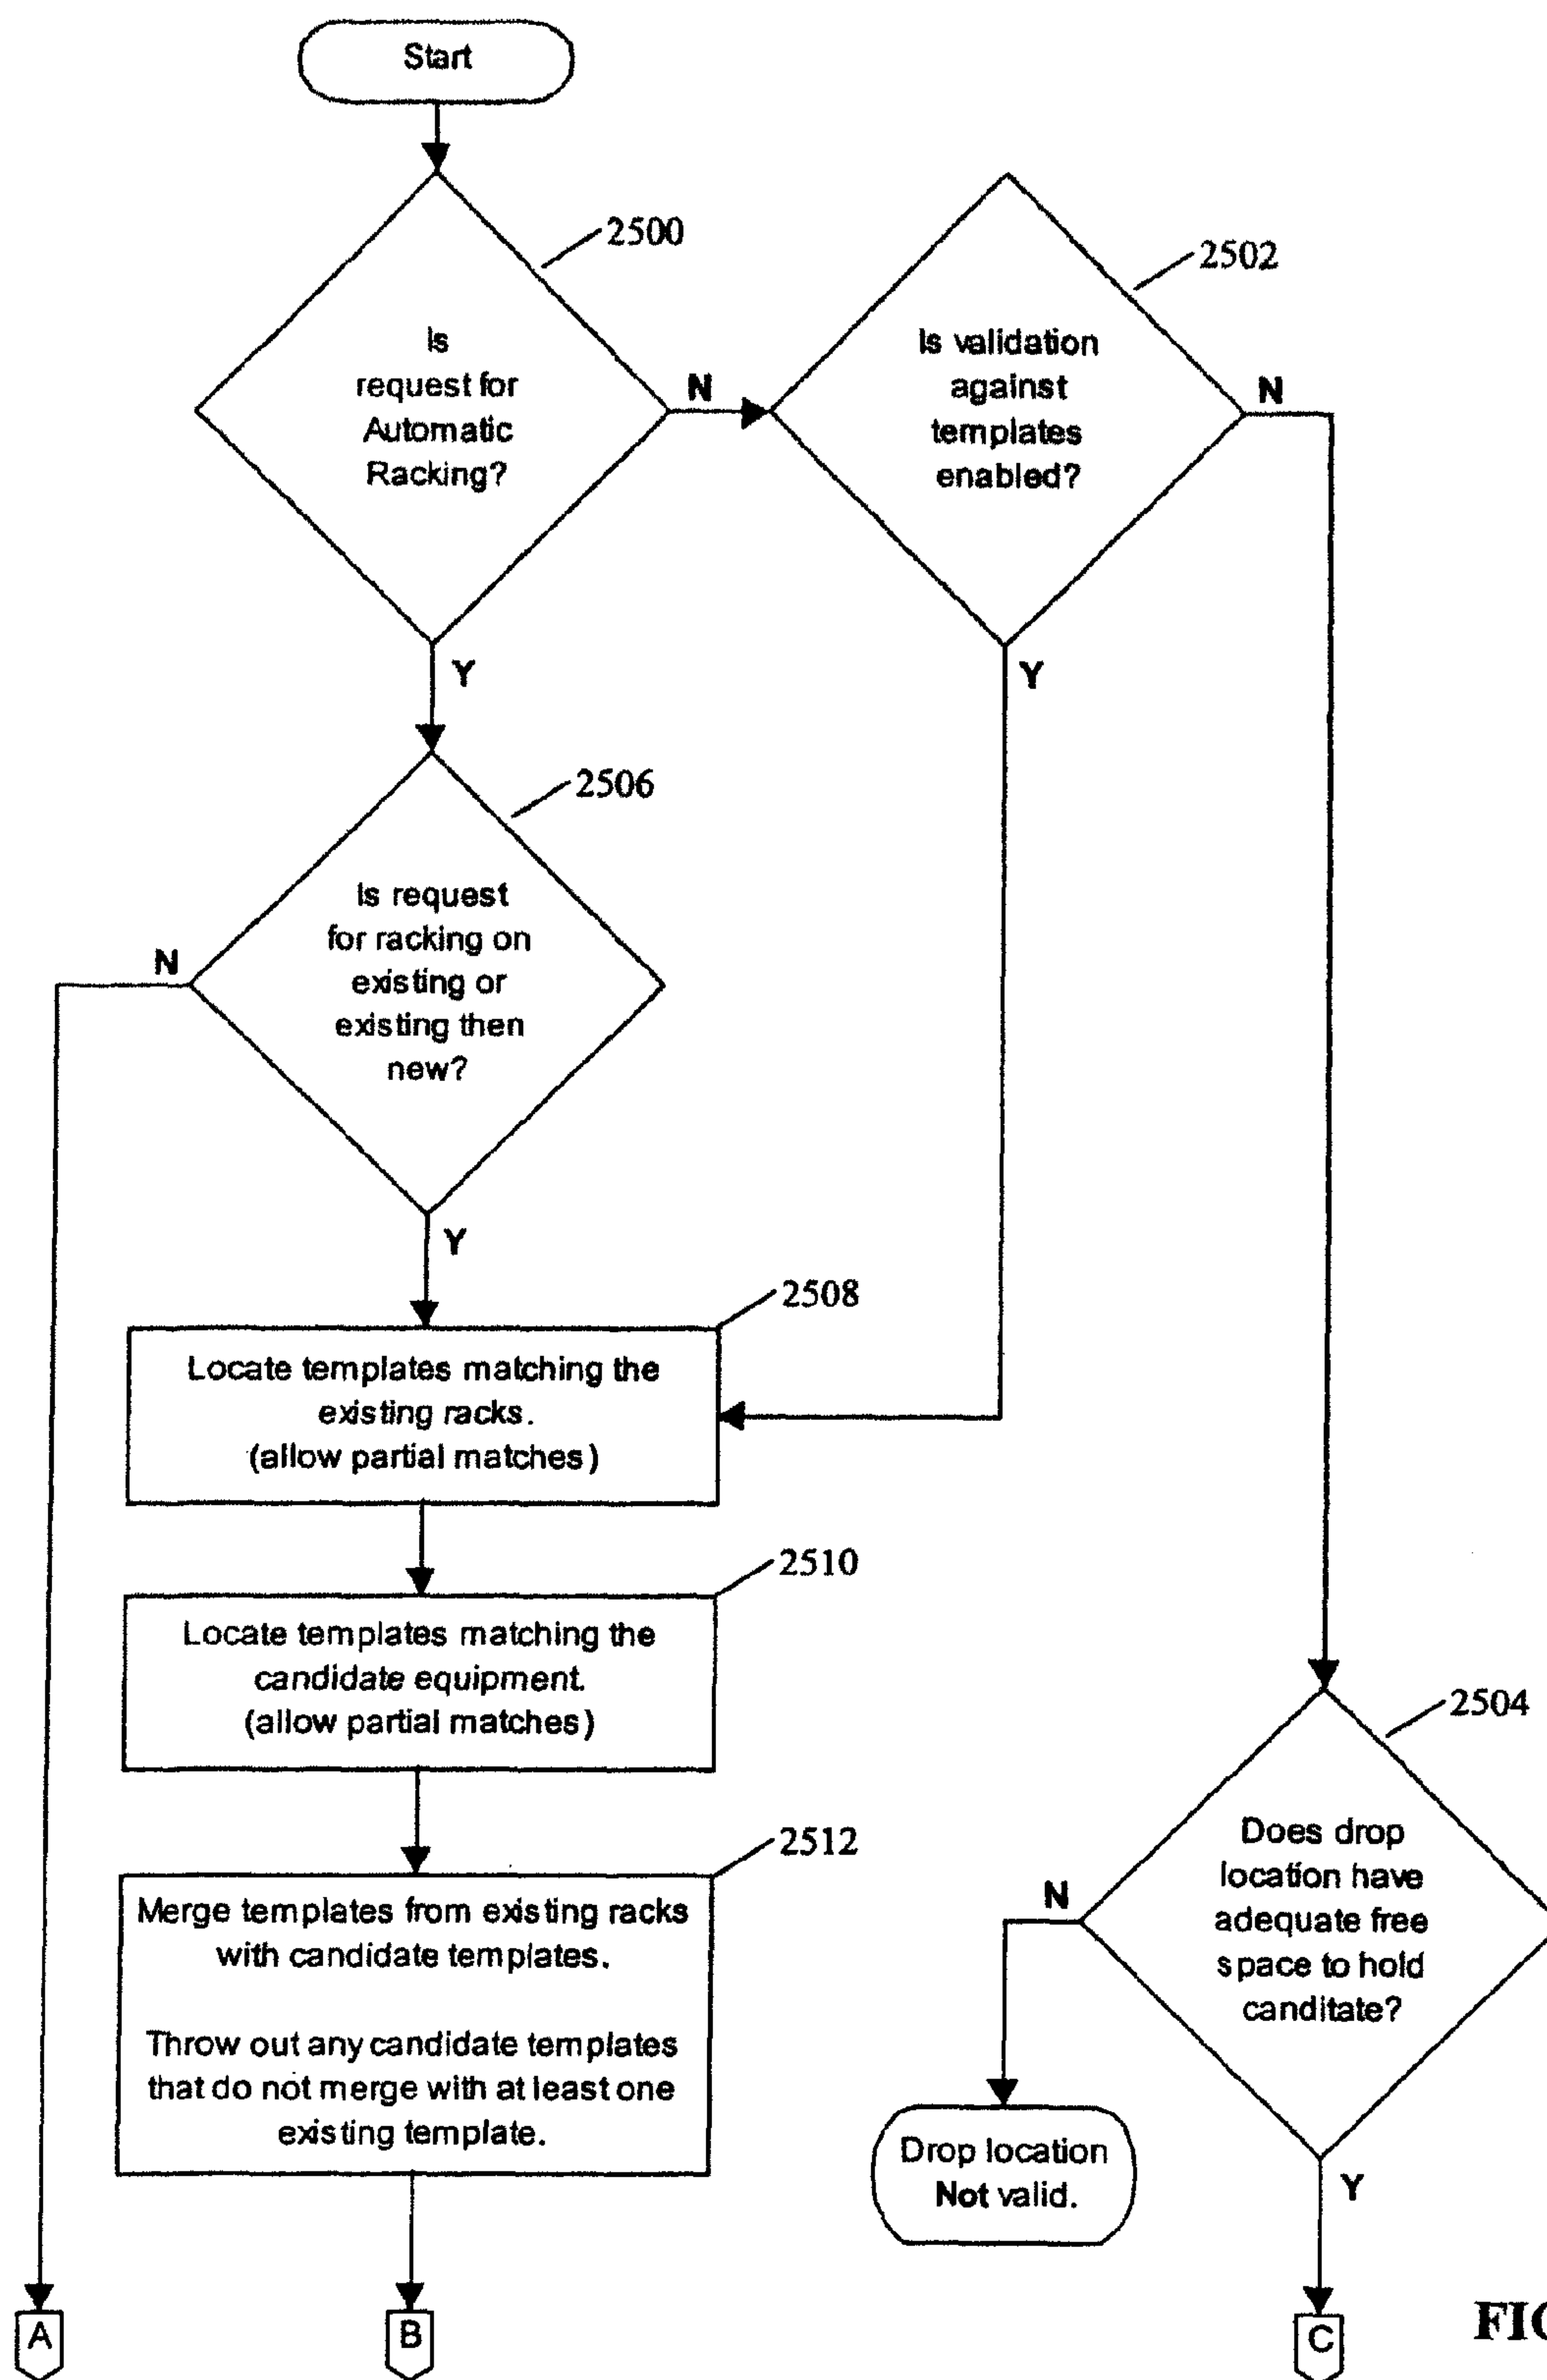 Start
2500
Is
request for
Automatic
Racking?
N
Y
2502
Is validation
against
templates
enabled?
N
Y
2506
Is request
for racking on
existing or
existing then
new?
N
Y
2508
Locate templates matching the
existing racks.
(allow partial matches)
2510
Locate templates matching the
candidate equipment.
(allow partial matches)
2512
Merge templates from existing racks
with candidate templates.
Throw out any candidate templates
that do not merge with at least one
existing template.
2504
Does drop
location have
adequate free
space to hold
canditate?
N
Y
Drop location
Not valid.
A
B
C